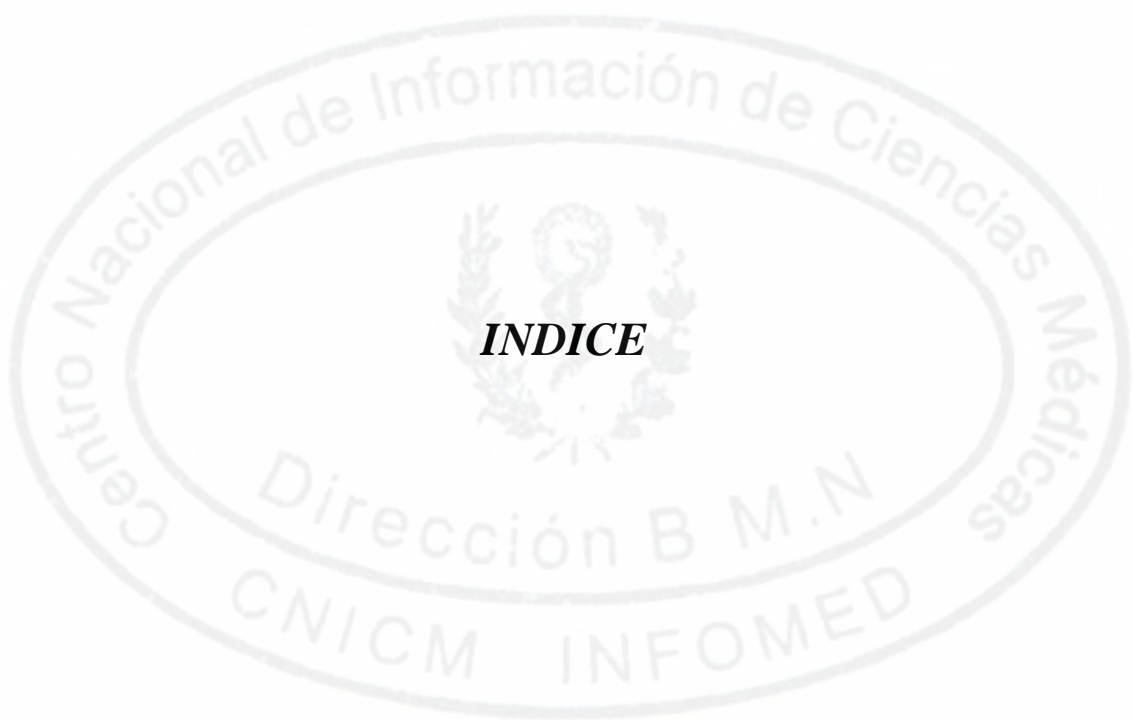 Centro Nacional de Información de Ciencias Médicas
INDICE
Dirección B M.N
CNICM INFOMED